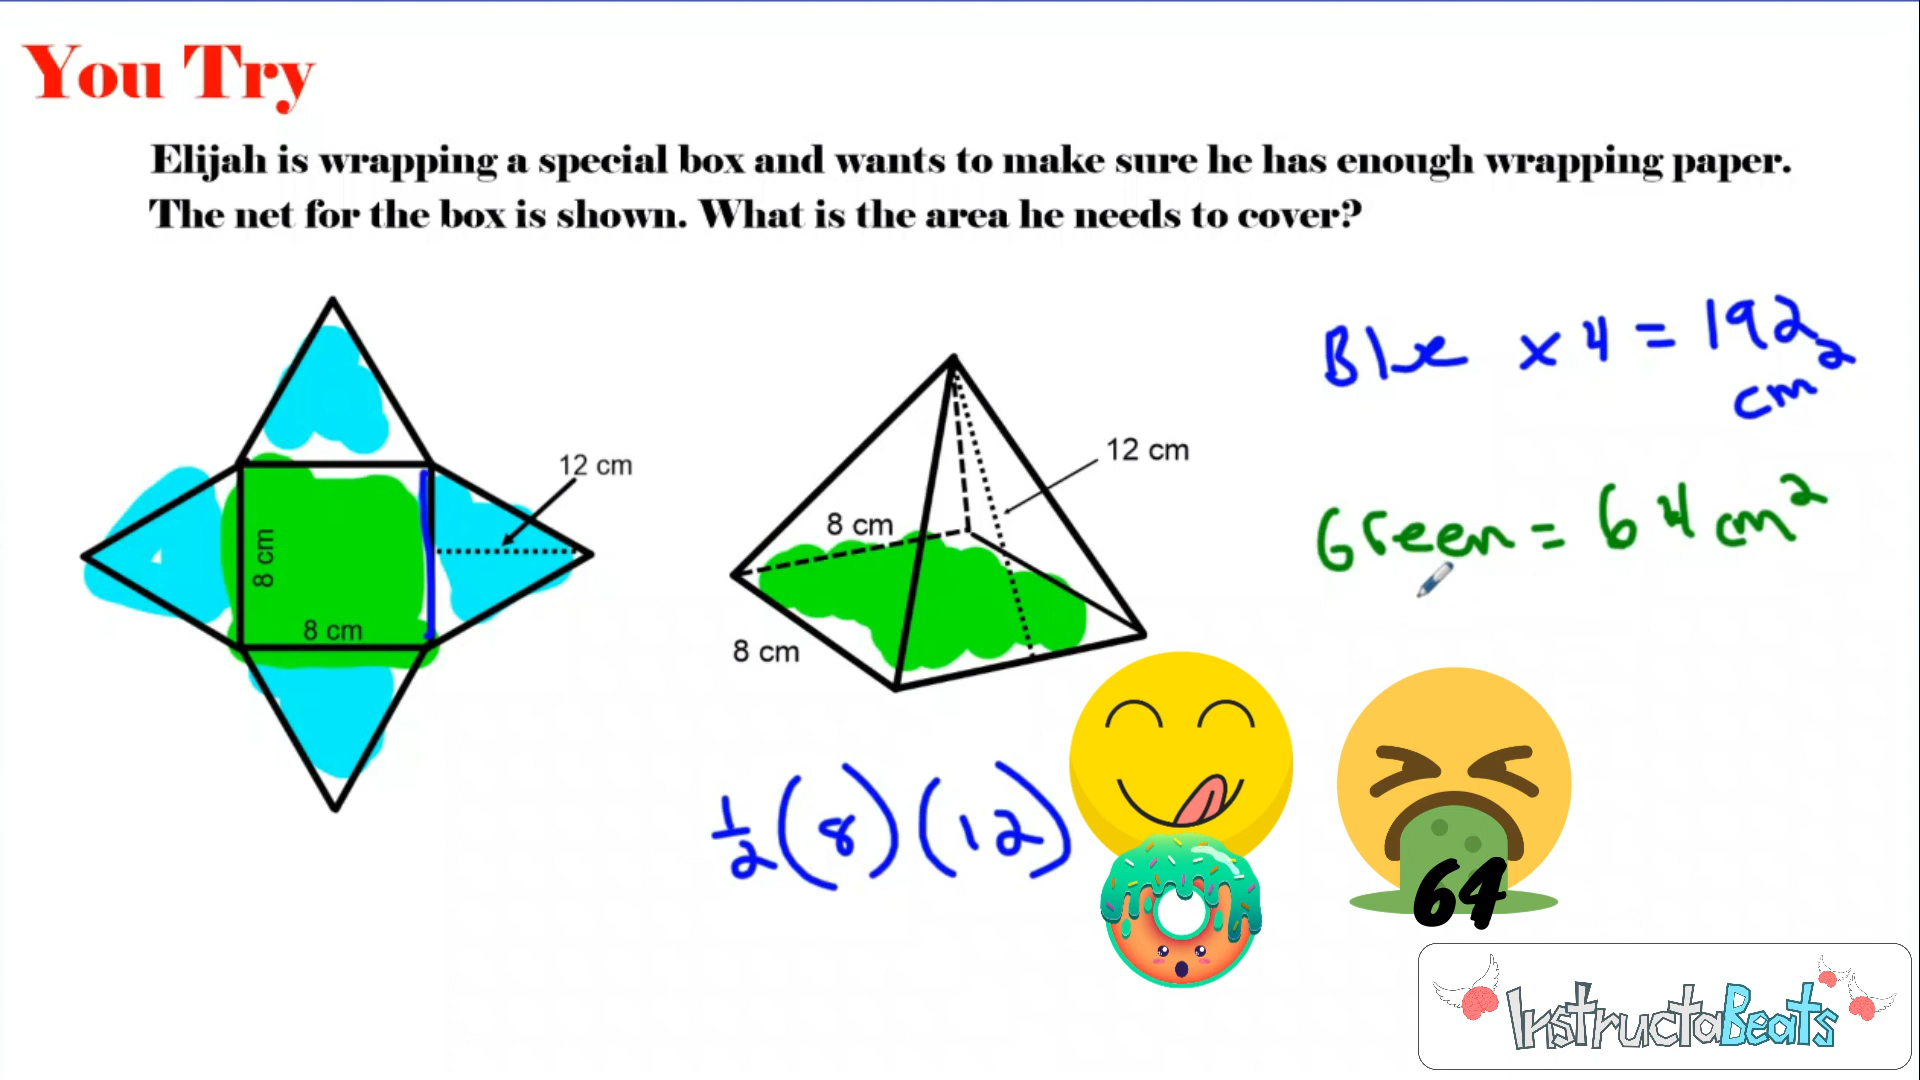 You Try
Elijah is wrapping a special box and wants to make sure he has enough wrapping paper.
The net for the box is shown. What is the area he needs to cover?
12 cm
8 cm
8 cm
12 cm
8 cm
8 cm
Blue x 4 = 192 cm²
Green = 64 cm²
½(8)(12)
64
InstructaBeats